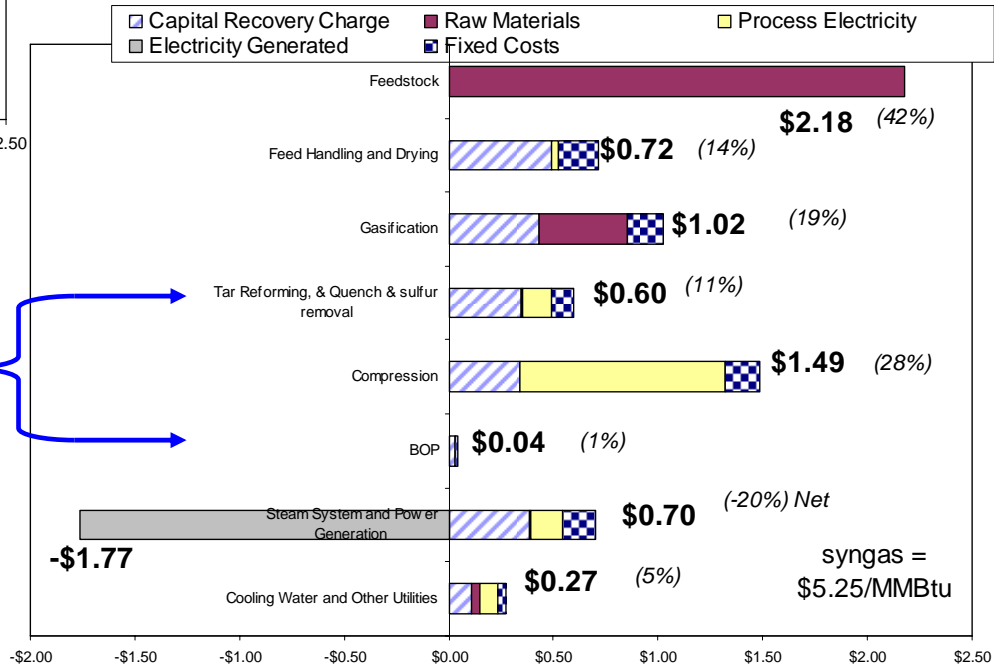 Capital Recovery Charge Raw Materials Process Electricity
Electricity Generated Fixed Costs
Feedstock
$2.18 (42%)
2.50
Feed Handling and Drying
$0.72 (14%)
Gasification
$1.02 (19%)
Tar Reforming, & Quench & sulfur
removal
$0.60 (11%)
Compression
$1.49 (28%)
BOP
$0.04 (1%)
Steam System and Power
Generation
$0.70 (-20%) Net
-$1.77
syngas =
$5.25/MMBtu
Cooling Water and Other Utilities
$0.27 (5%)
-$2.00 -$1.50 -$1.00 -$0.50 $0.00 $0.50 $1.00 $1.50 $2.00 $2.50